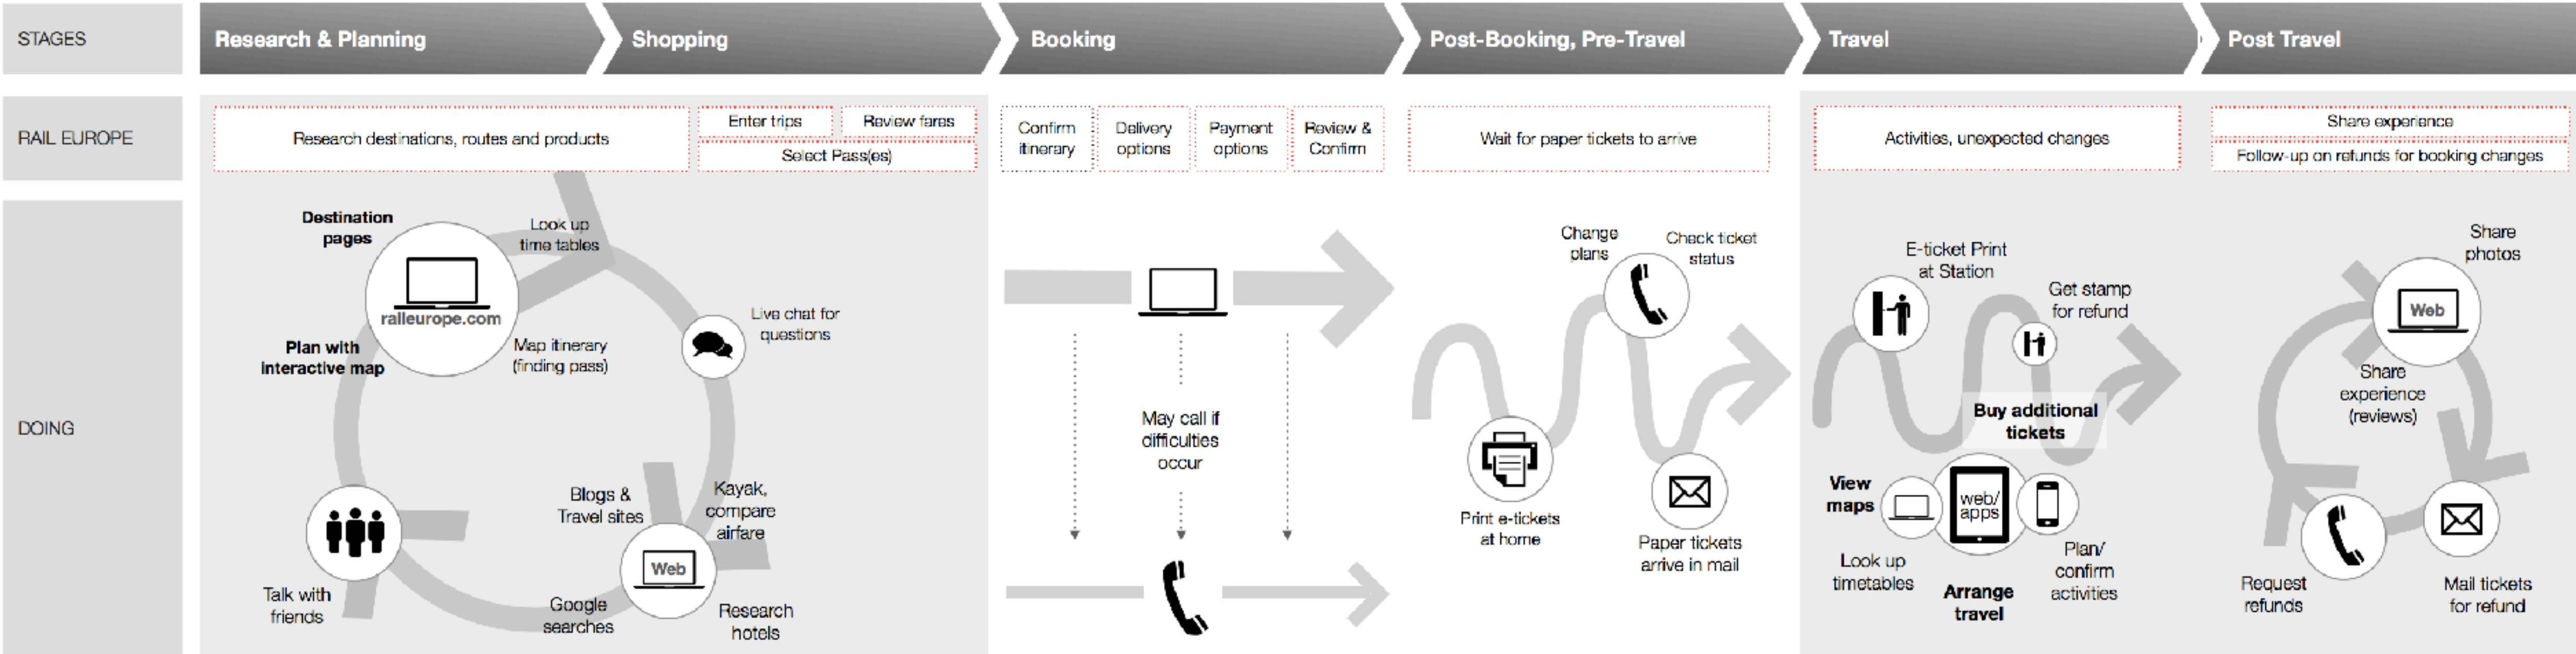 STAGES
Research & Planning
Shopping
Booking
Post-Booking, Pre-Travel
Travel
Post Travel
RAIL EUROPE
Research destinations, routes and products
Enter trips
Review fares
Select Pass(es)
Confirm
itinerary
Delivery
options
Payment
options
Review &
Confirm
Wait for paper tickets to arrive
Activities, unexpected changes
Share experience
Follow-up on refunds for booking changes
DOING
Destination
pages
Look up
time tables
raileurope.com
Plan with
interactive map
Map itinerary
(finding pass)
Live chat for
questions
Blogs &
Travel sites
Kayak,
compare
airfare
Web
Talk with
friends
Google
searches
Research
hotels
May call if
difficulties
occur
Change
plans
Check ticket
status
Print e-tickets
at home
Paper tickets
arrive in mail
E-ticket Print
at Station
Get stamp
for refund
Buy additional
tickets
View
maps
web/
apps
Look up
timetables
Arrange
travel
Plan/
confirm
activities
Share
photos
Web
Share
experience
(reviews)
Request
refunds
Mail tickets
for refund